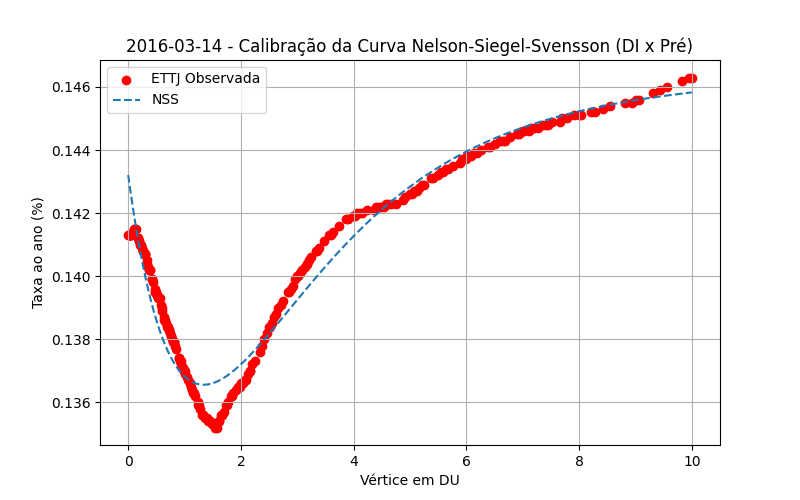 2016-03-14 - Calibração da Curva Nelson-Siegel-Svensson (DI x Pré)
ETTJ Observada
NSS
Taxa ao ano (%)
0.146
0.144
0.142
0.140
0.138
0.136
0 2 4 6 8 10
Vértice em DU